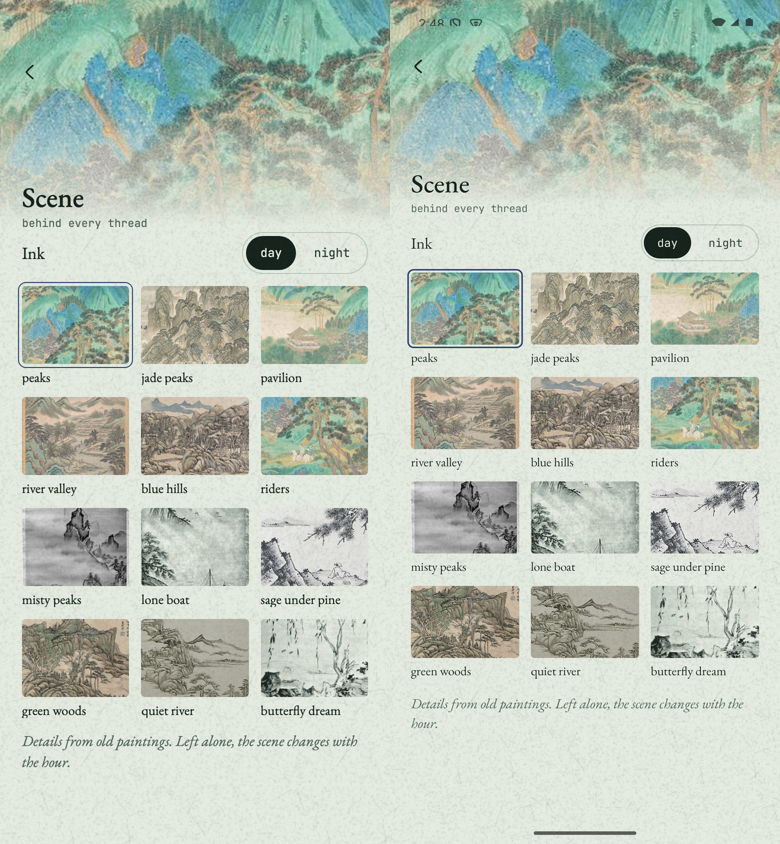 Scene
behind every thread
Ink
day
night
peaks
jade peaks
pavilion
river valley
blue hills
riders
misty peaks
lone boat
sage under pine
green woods
quiet river
butterfly dream
Details from old paintings. Left alone, the scene changes with
the hour.
2:48
Scene
behind every thread
Ink
day
night
peaks
jade peaks
pavilion
river valley
blue hills
riders
misty peaks
lone boat
sage under pine
green woods
quiet river
butterfly dream
Details from old paintings. Left alone, the scene changes with the
hour.